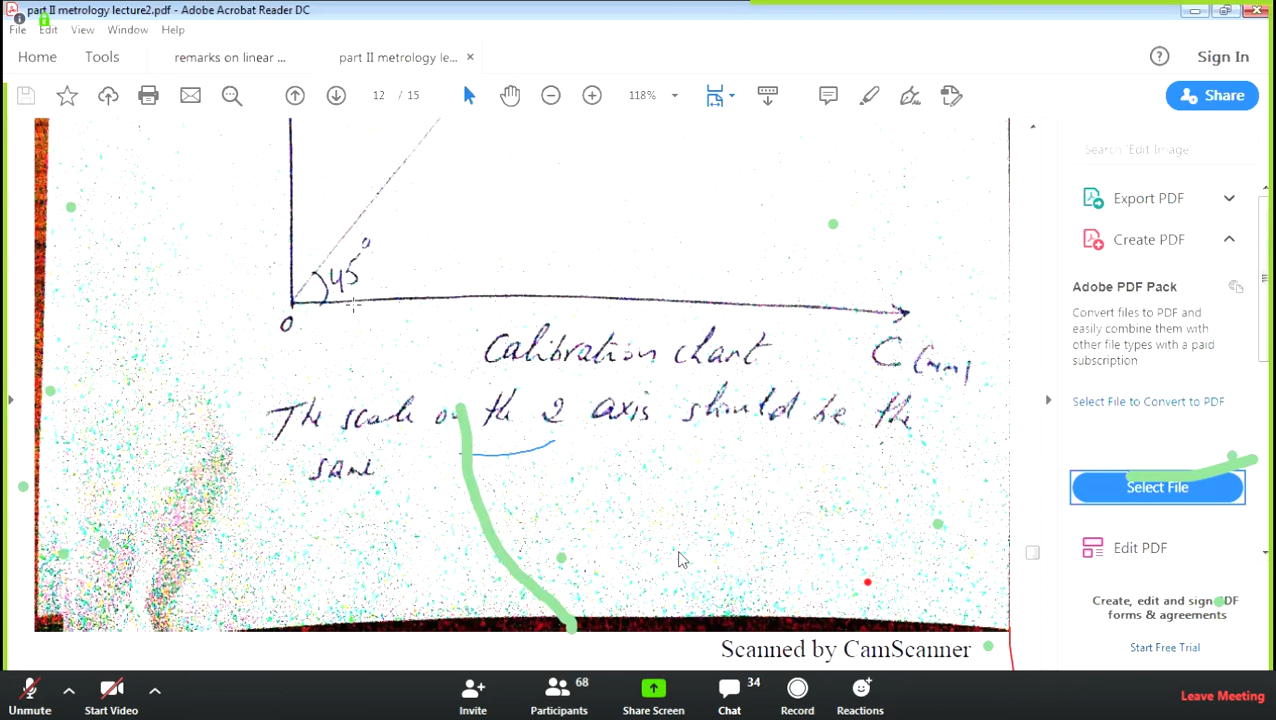 part II metrology lecture2.pdf - Adobe Acrobat Reader DC
File Edit View Window Help
Home Tools remarks on linear ... part II metrology le... × Sign In
12 / 15 118% Share
Search 'Edit Image'
Export PDF
Create PDF
Adobe PDF Pack
Convert files to PDF and
easily combine them with
other file types with a paid
subscription
Select File to Convert to PDF
Select File
Edit PDF
Create, edit and sign PDF
forms & agreements
Start Free Trial
45°
0
Calibration chart C (mm)
The scale on the 2 axis should be the
same
Scanned by CamScanner
Unmute Start Video Invite Participants 68 Share Screen Chat 34 Record Reactions Leave Meeting